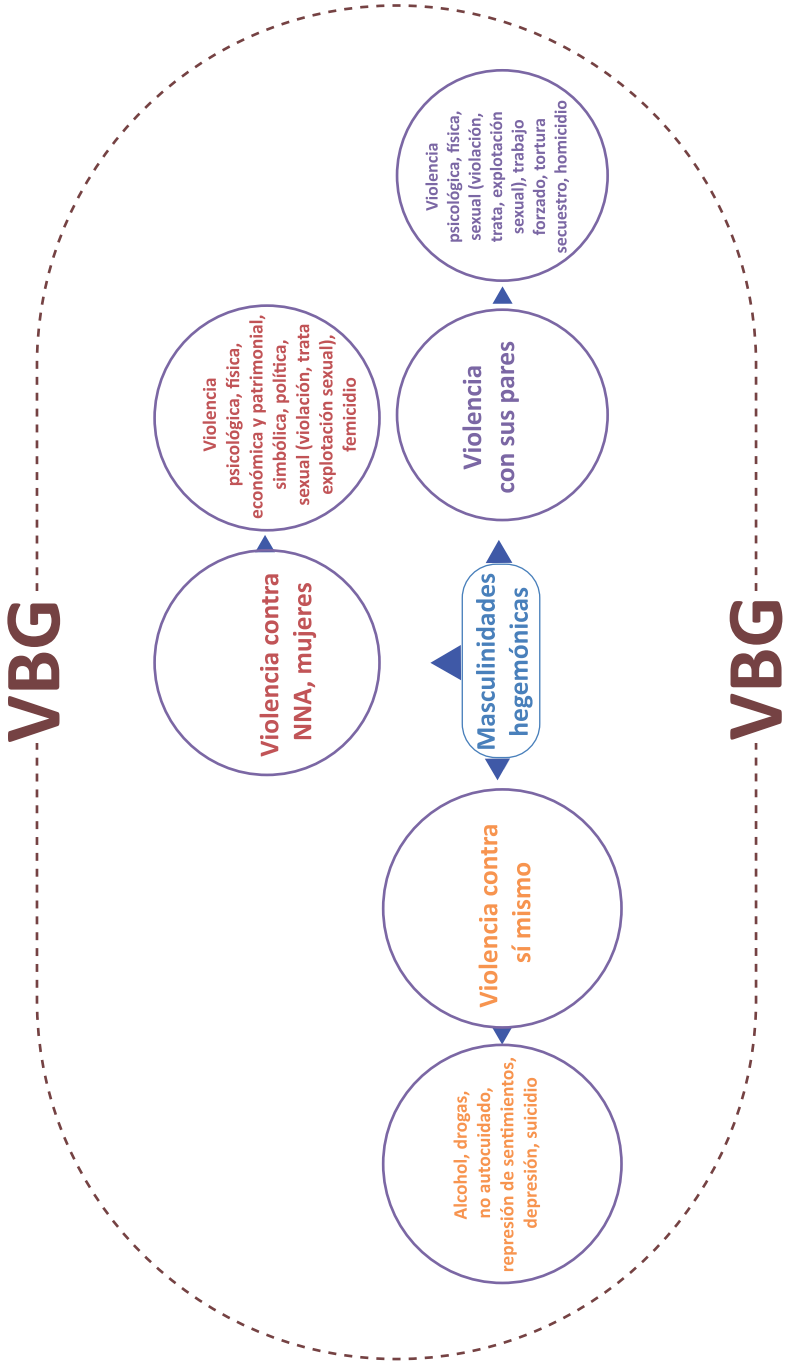 VBG
Violencia contra
NNA, mujeres
Violencia
psicológica, física,
económica y patrimonial,
simbólica, política,
sexual (violación, trata
explotación sexual),
femicidio
Alcohol, drogas,
no autocuidado,
represión de sentimientos,
depresión, suicidio
Violencia contra
sí mismo
Masculinidades
hegemónicas
Violencia
con sus pares
Violencia
psicológica, física,
sexual (violación,
trata, explotación
sexual), trabajo
forzado, tortura
secuestro, homicidio
VBG